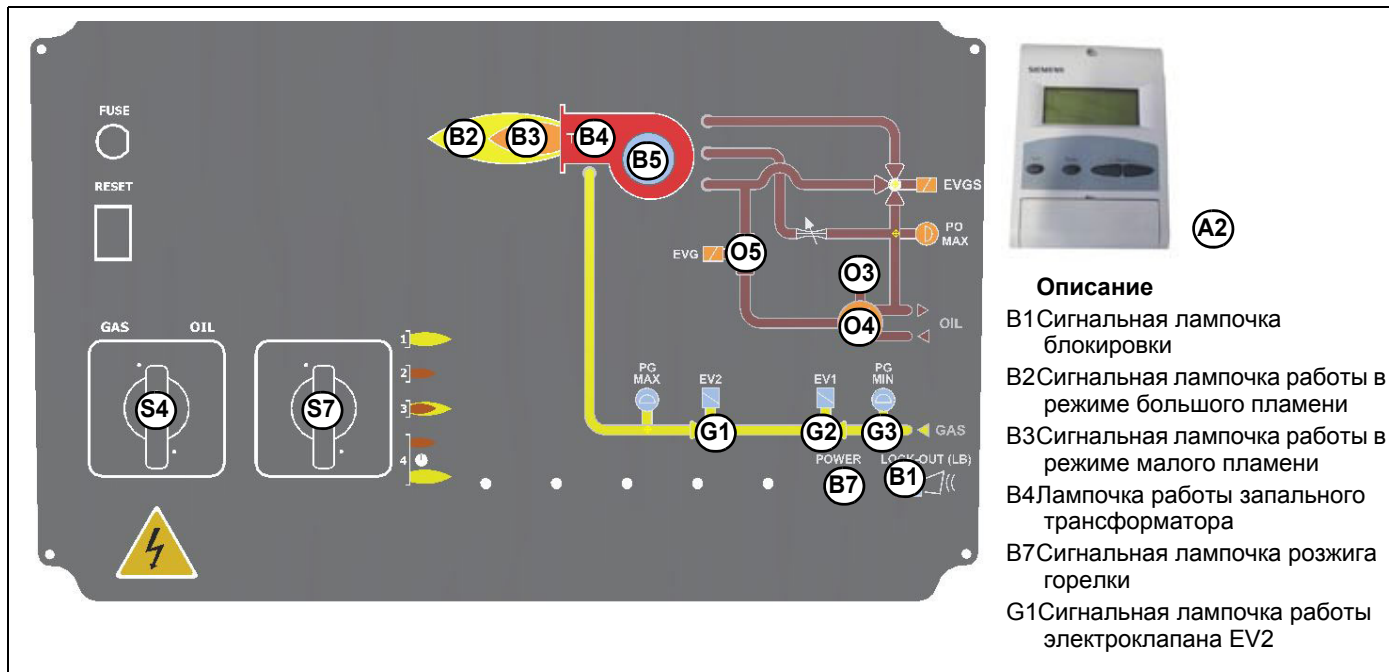 FUSE
RESET
GAS OIL
S4
S7
1
2
3
4
B2
B3
B4
B5
EVGS
PO
MAX
EVG
O5
O3
O4
OIL
PG
MAX
EV2
EV1
PG
MIN
G1
G2
G3
GAS
POWER
LOCK-OUT (LB)
B7
B1
SIEMENS
A2
Описание
B1Сигнальная лампочка
блокировки
B2Сигнальная лампочка работы в
режиме большого пламени
B3Сигнальная лампочка работы в
режиме малого пламени
B4Лампочка работы запального
трансформатора
B7Сигнальная лампочка розжига
горелки
G1Сигнальная лампочка работы
электроклапана EV2